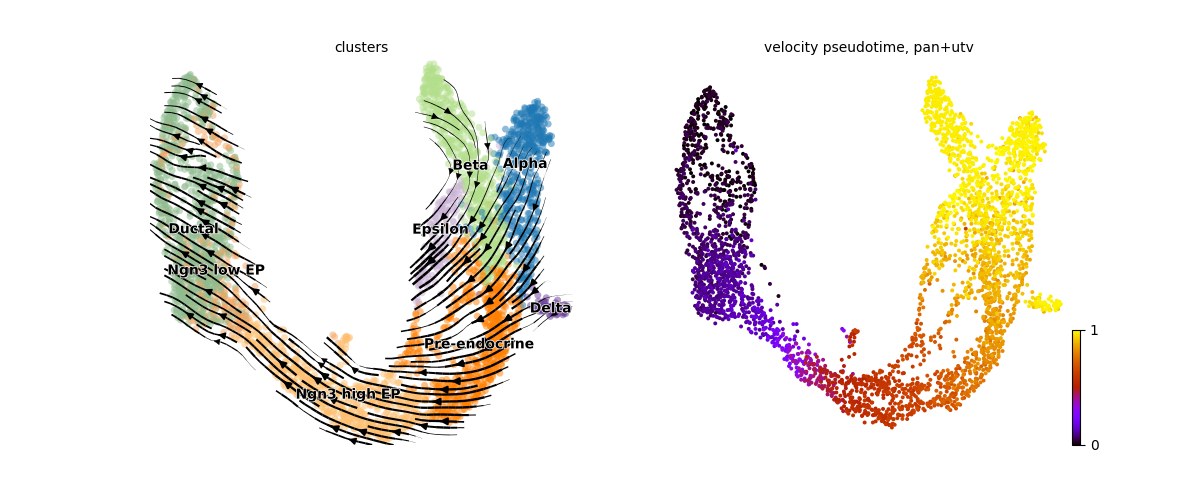 clusters
velocity pseudotime, pan+utv
Beta
Alpha
Ductal
Epsilon
Ngn3 low EP
Delta
Pre-endocrine
Ngn3 high EP
1
0